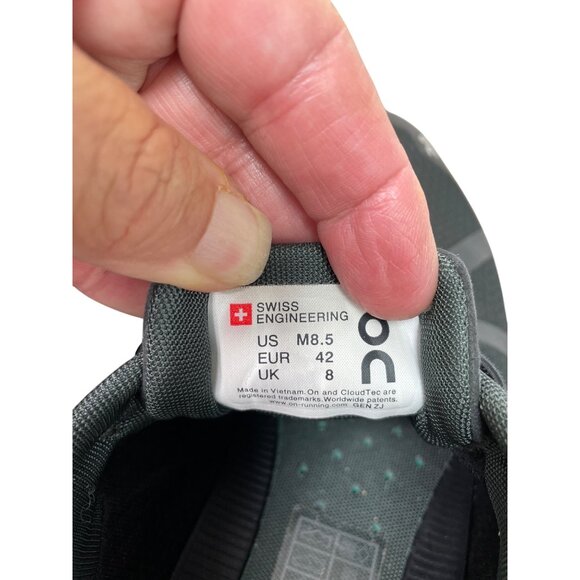 SWISS
ENGINEERING
US M8.5
EUR 42
UK 8
on
Made in Vietnam. On and CloudTec are
registered trademarks. Worldwide patents.
www.on-running.com GEN ZJ